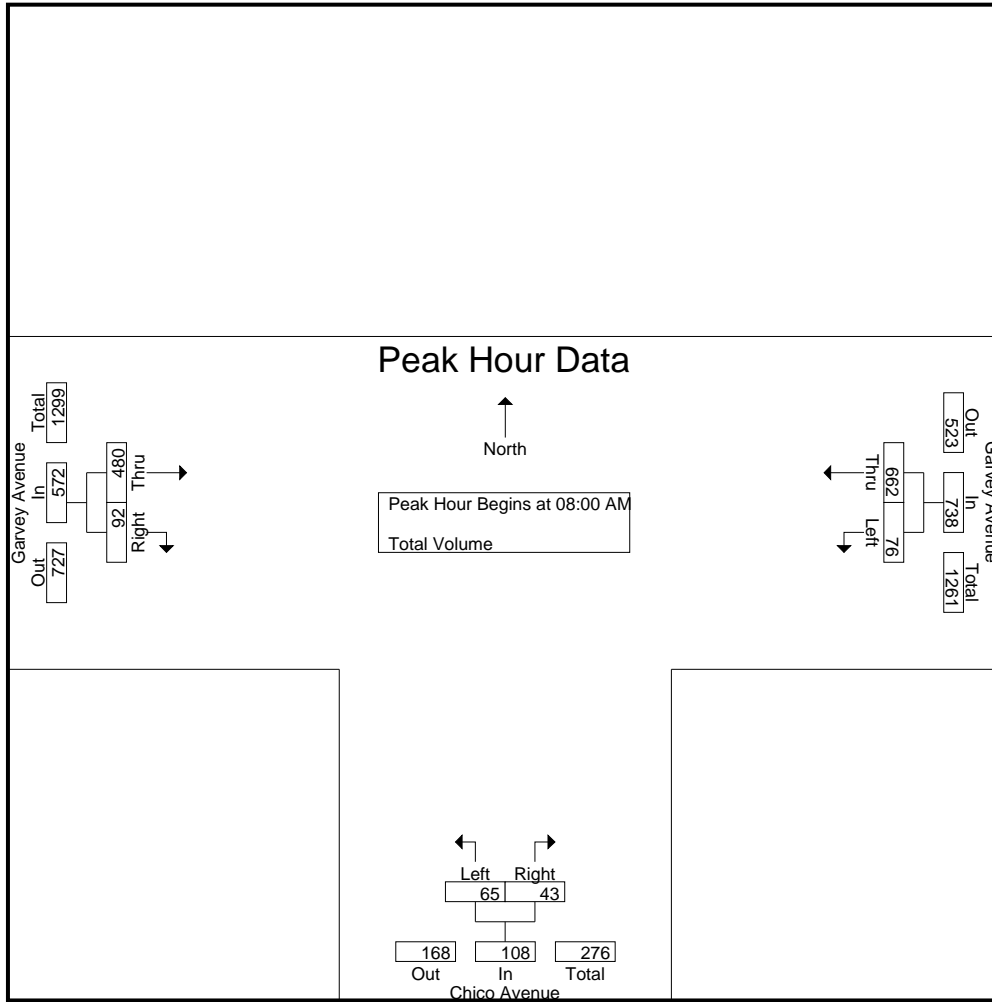 Peak Hour Data
North
Peak Hour Begins at 08:00 AM
Total Volume
Garvey Avenue
Out In Total
727 572 1299
Right Thru
92 480
Garvey Avenue
Out In Total
523 738 1261
Thru Left
662 76
Left Right
65 43
168 108 276
Out In Total
Chico Avenue